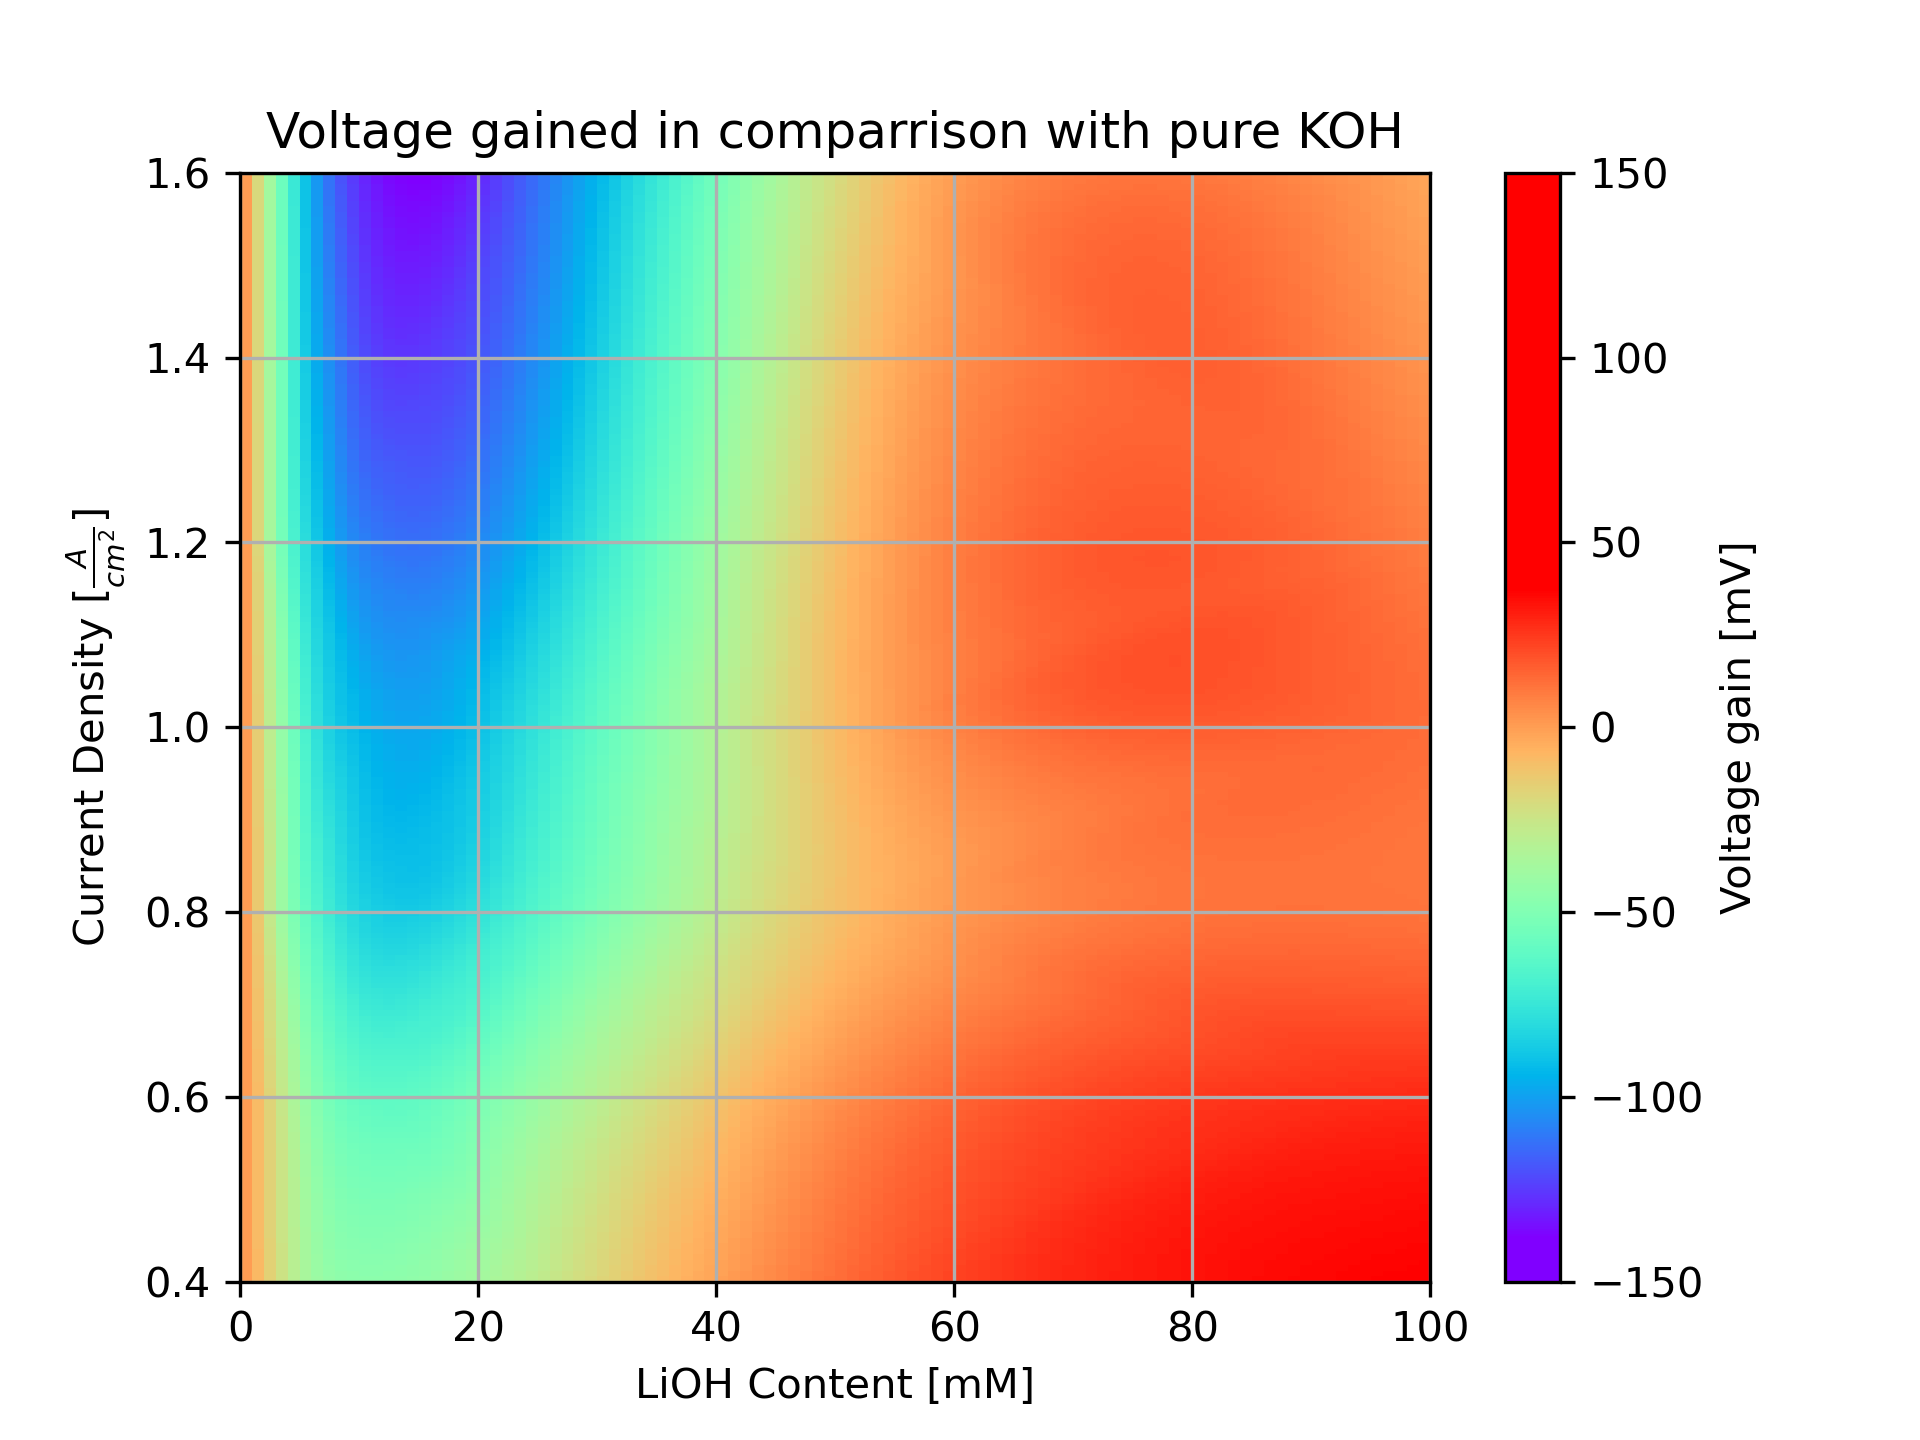 Voltage gained in comparrison with pure KOH
1.6
1.4
1.2
1.0
0.8
0.6
0.4
Current Density [A/cm²]
0 20 40 60 80 100
LiOH Content [mM]
150
100
50
0
−50
−100
−150
Voltage gain [mV]